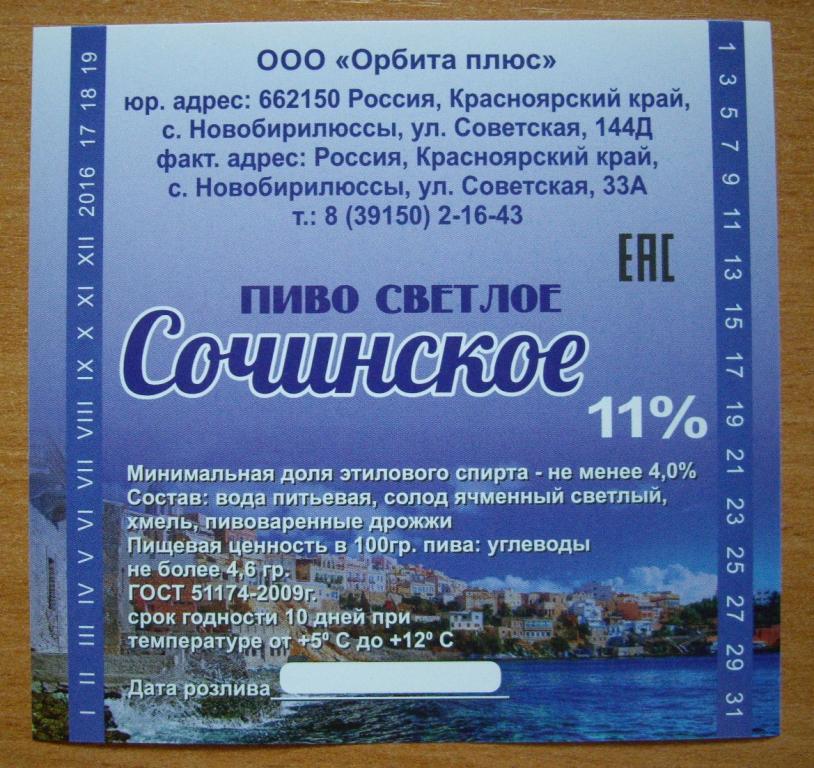 ООО «Орбита плюс»
юр. адрес: 662150 Россия, Красноярский край,
с. Новобирилюссы, ул. Советская, 144Д
факт. адрес: Россия, Красноярский край,
с. Новобирилюссы, ул. Советская, 33А
т.: 8 (39150) 2-16-43
ЕАС
ПИВО СВЕТЛОЕ
Сочинское
11%
Минимальная доля этилового спирта - не менее 4,0%
Состав: вода питьевая, солод ячменный светлый,
хмель, пивоваренные дрожжи
Пищевая ценность в 100гр. пива: углеводы
не более 4,6 гр.
ГОСТ 51174-2009г.
срок годности 10 дней при
температуре от +5º С до +12º С
Дата розлива
I II III IV V VI VII VIII IX X XI XII 2016 17 18 19
1 3 5 7 9 11 13 15 17 19 21 23 25 27 29 31